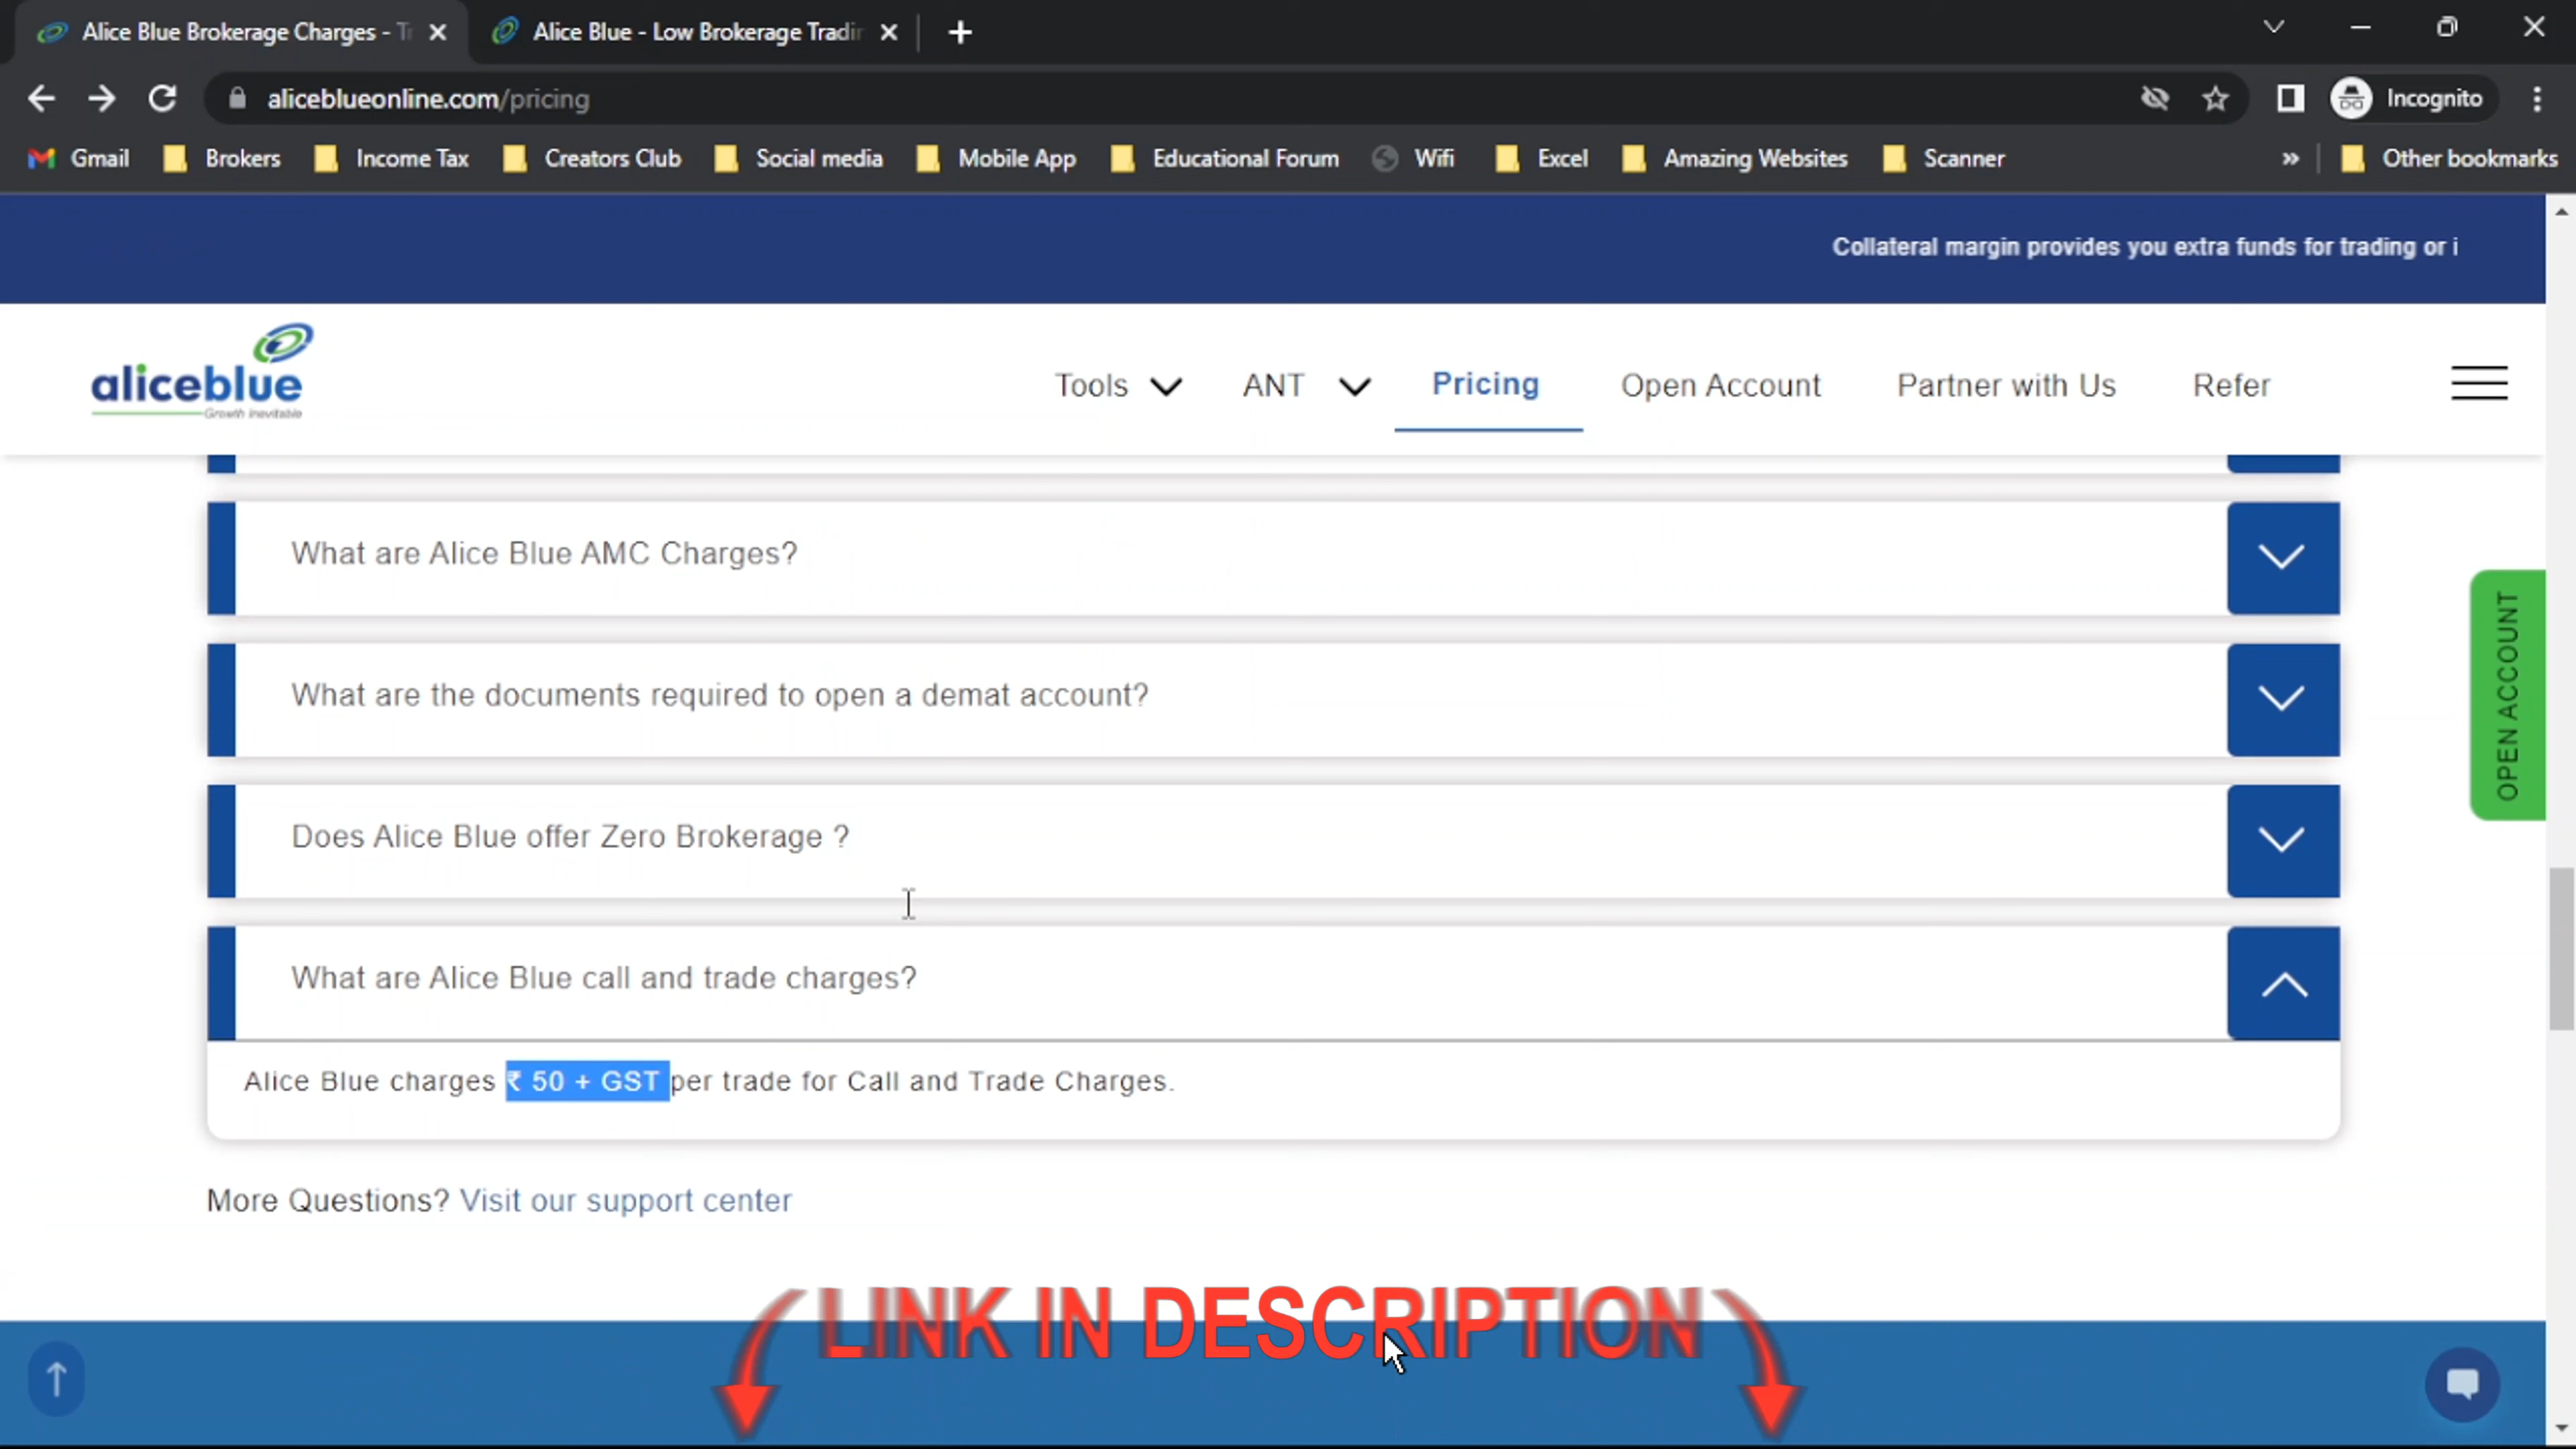 Alice Blue Brokerage Charges - Tr
Alice Blue - Low Brokerage Tradin
aliceblueonline.com/pricing
Incognito
Gmail
Brokers
Income Tax
Creators Club
Social media
Mobile App
Educational Forum
Wifi
Excel
Amazing Websites
Scanner
»
Other bookmarks
Collateral margin provides you extra funds for trading or i
aliceblue
Growth Inevitable
Tools
ANT
Pricing
Open Account
Partner with Us
Refer
What are Alice Blue AMC Charges?
What are the documents required to open a demat account?
OPEN ACCOUNT
Does Alice Blue offer Zero Brokerage ?
What are Alice Blue call and trade charges?
Alice Blue charges ₹ 50 + GST per trade for Call and Trade Charges.
More Questions? Visit our support center
LINK IN DESCRIPTION